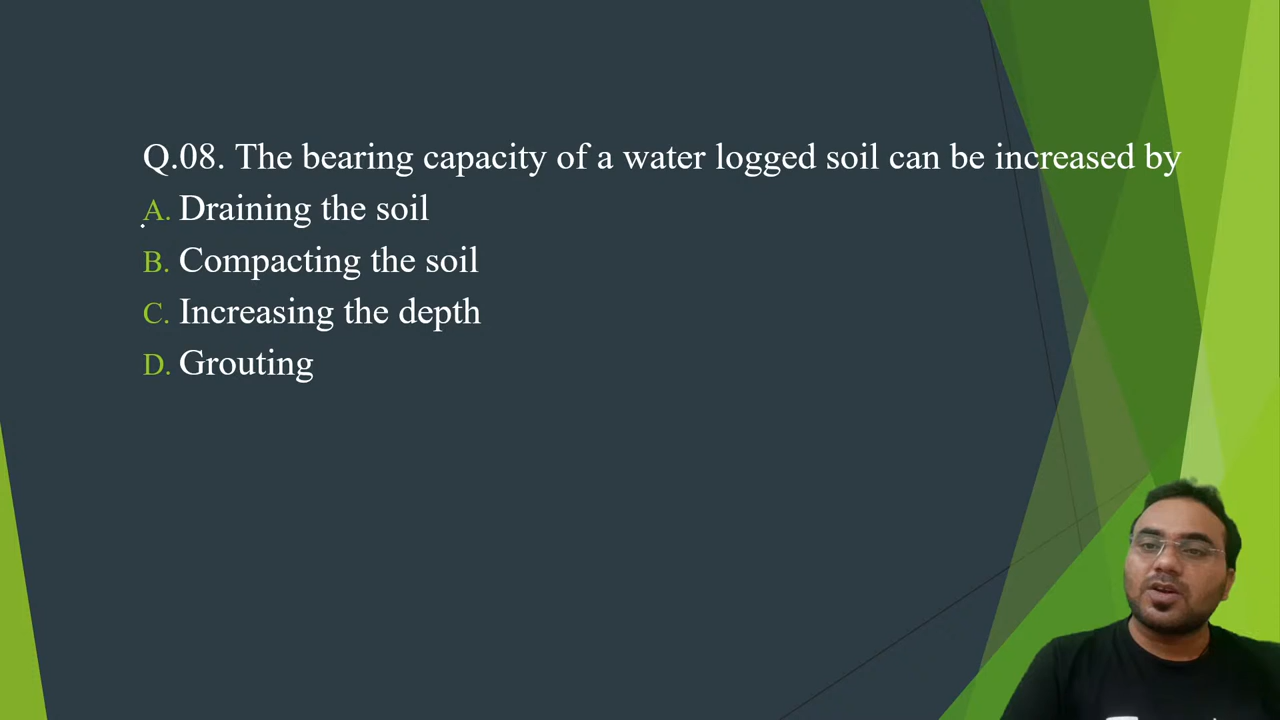 Q.08. The bearing capacity of a water logged soil can be increased by
A. Draining the soil
B. Compacting the soil
C. Increasing the depth
D. Grouting